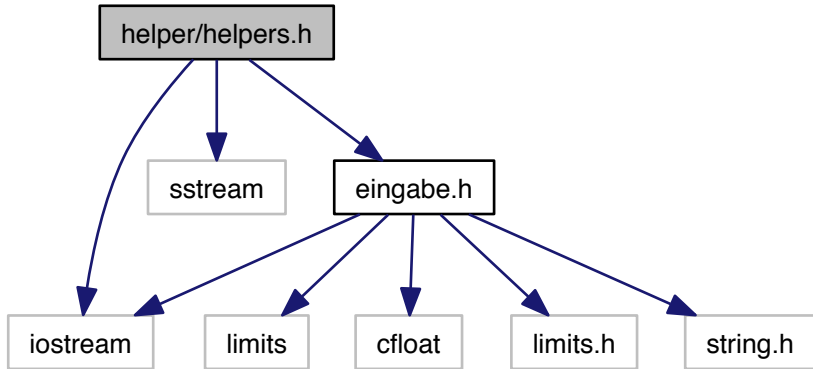 helper/helpers.h
sstream
eingabe.h
iostream
limits
cfloat
limits.h
string.h